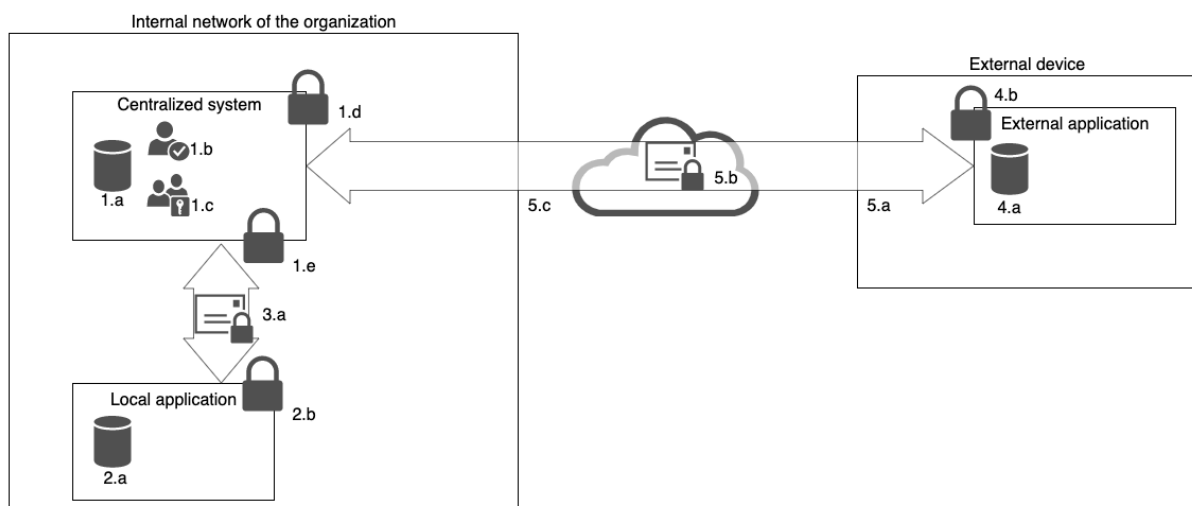 Internal network of the organization
External device
Centralized system
1.d
4.b
External application
1.b
1.a
1.c
5.b
4.a
5.c
5.a
1.e
3.a
Local application
2.b
2.a